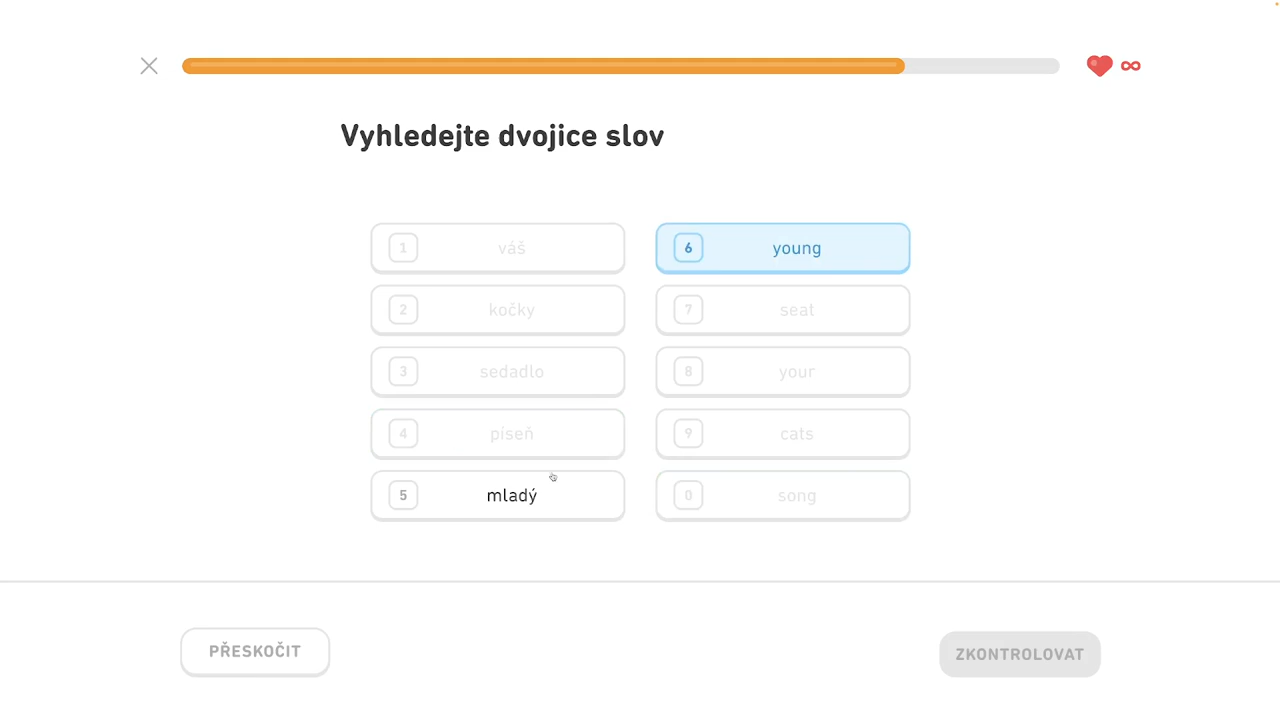 ∞
Vyhledejte dvojice slov
1 váš
6 young
2 kočky
7 seat
3 sedadlo
8 your
4 píseň
9 cats
5 mladý
0 song
PŘESKOČIT
ZKONTROLOVAT